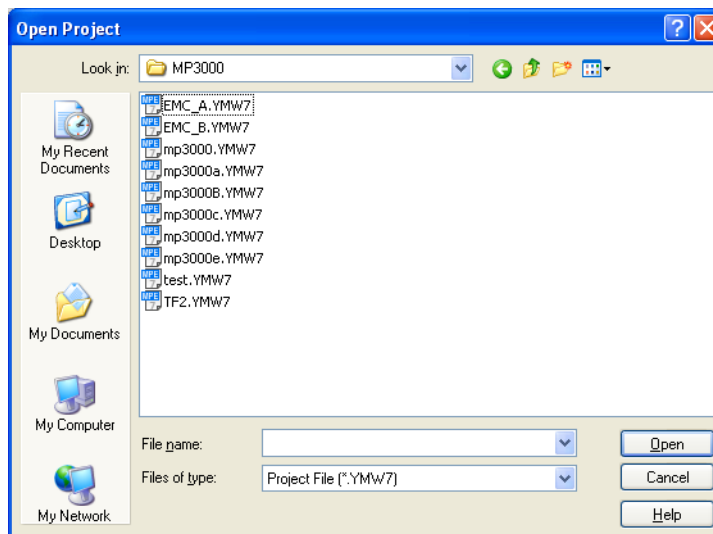 Open Project
Look in:
MP3000
My Recent
Documents
Desktop
My Documents
My Computer
My Network
EMC_A.YMW7
EMC_B.YMW7
mp3000.YMW7
mp3000a.YMW7
mp3000B.YMW7
mp3000c.YMW7
mp3000d.YMW7
mp3000e.YMW7
test.YMW7
TF2.YMW7
File name:
Open
Files of type:
Project File (*.YMW7)
Cancel
Help